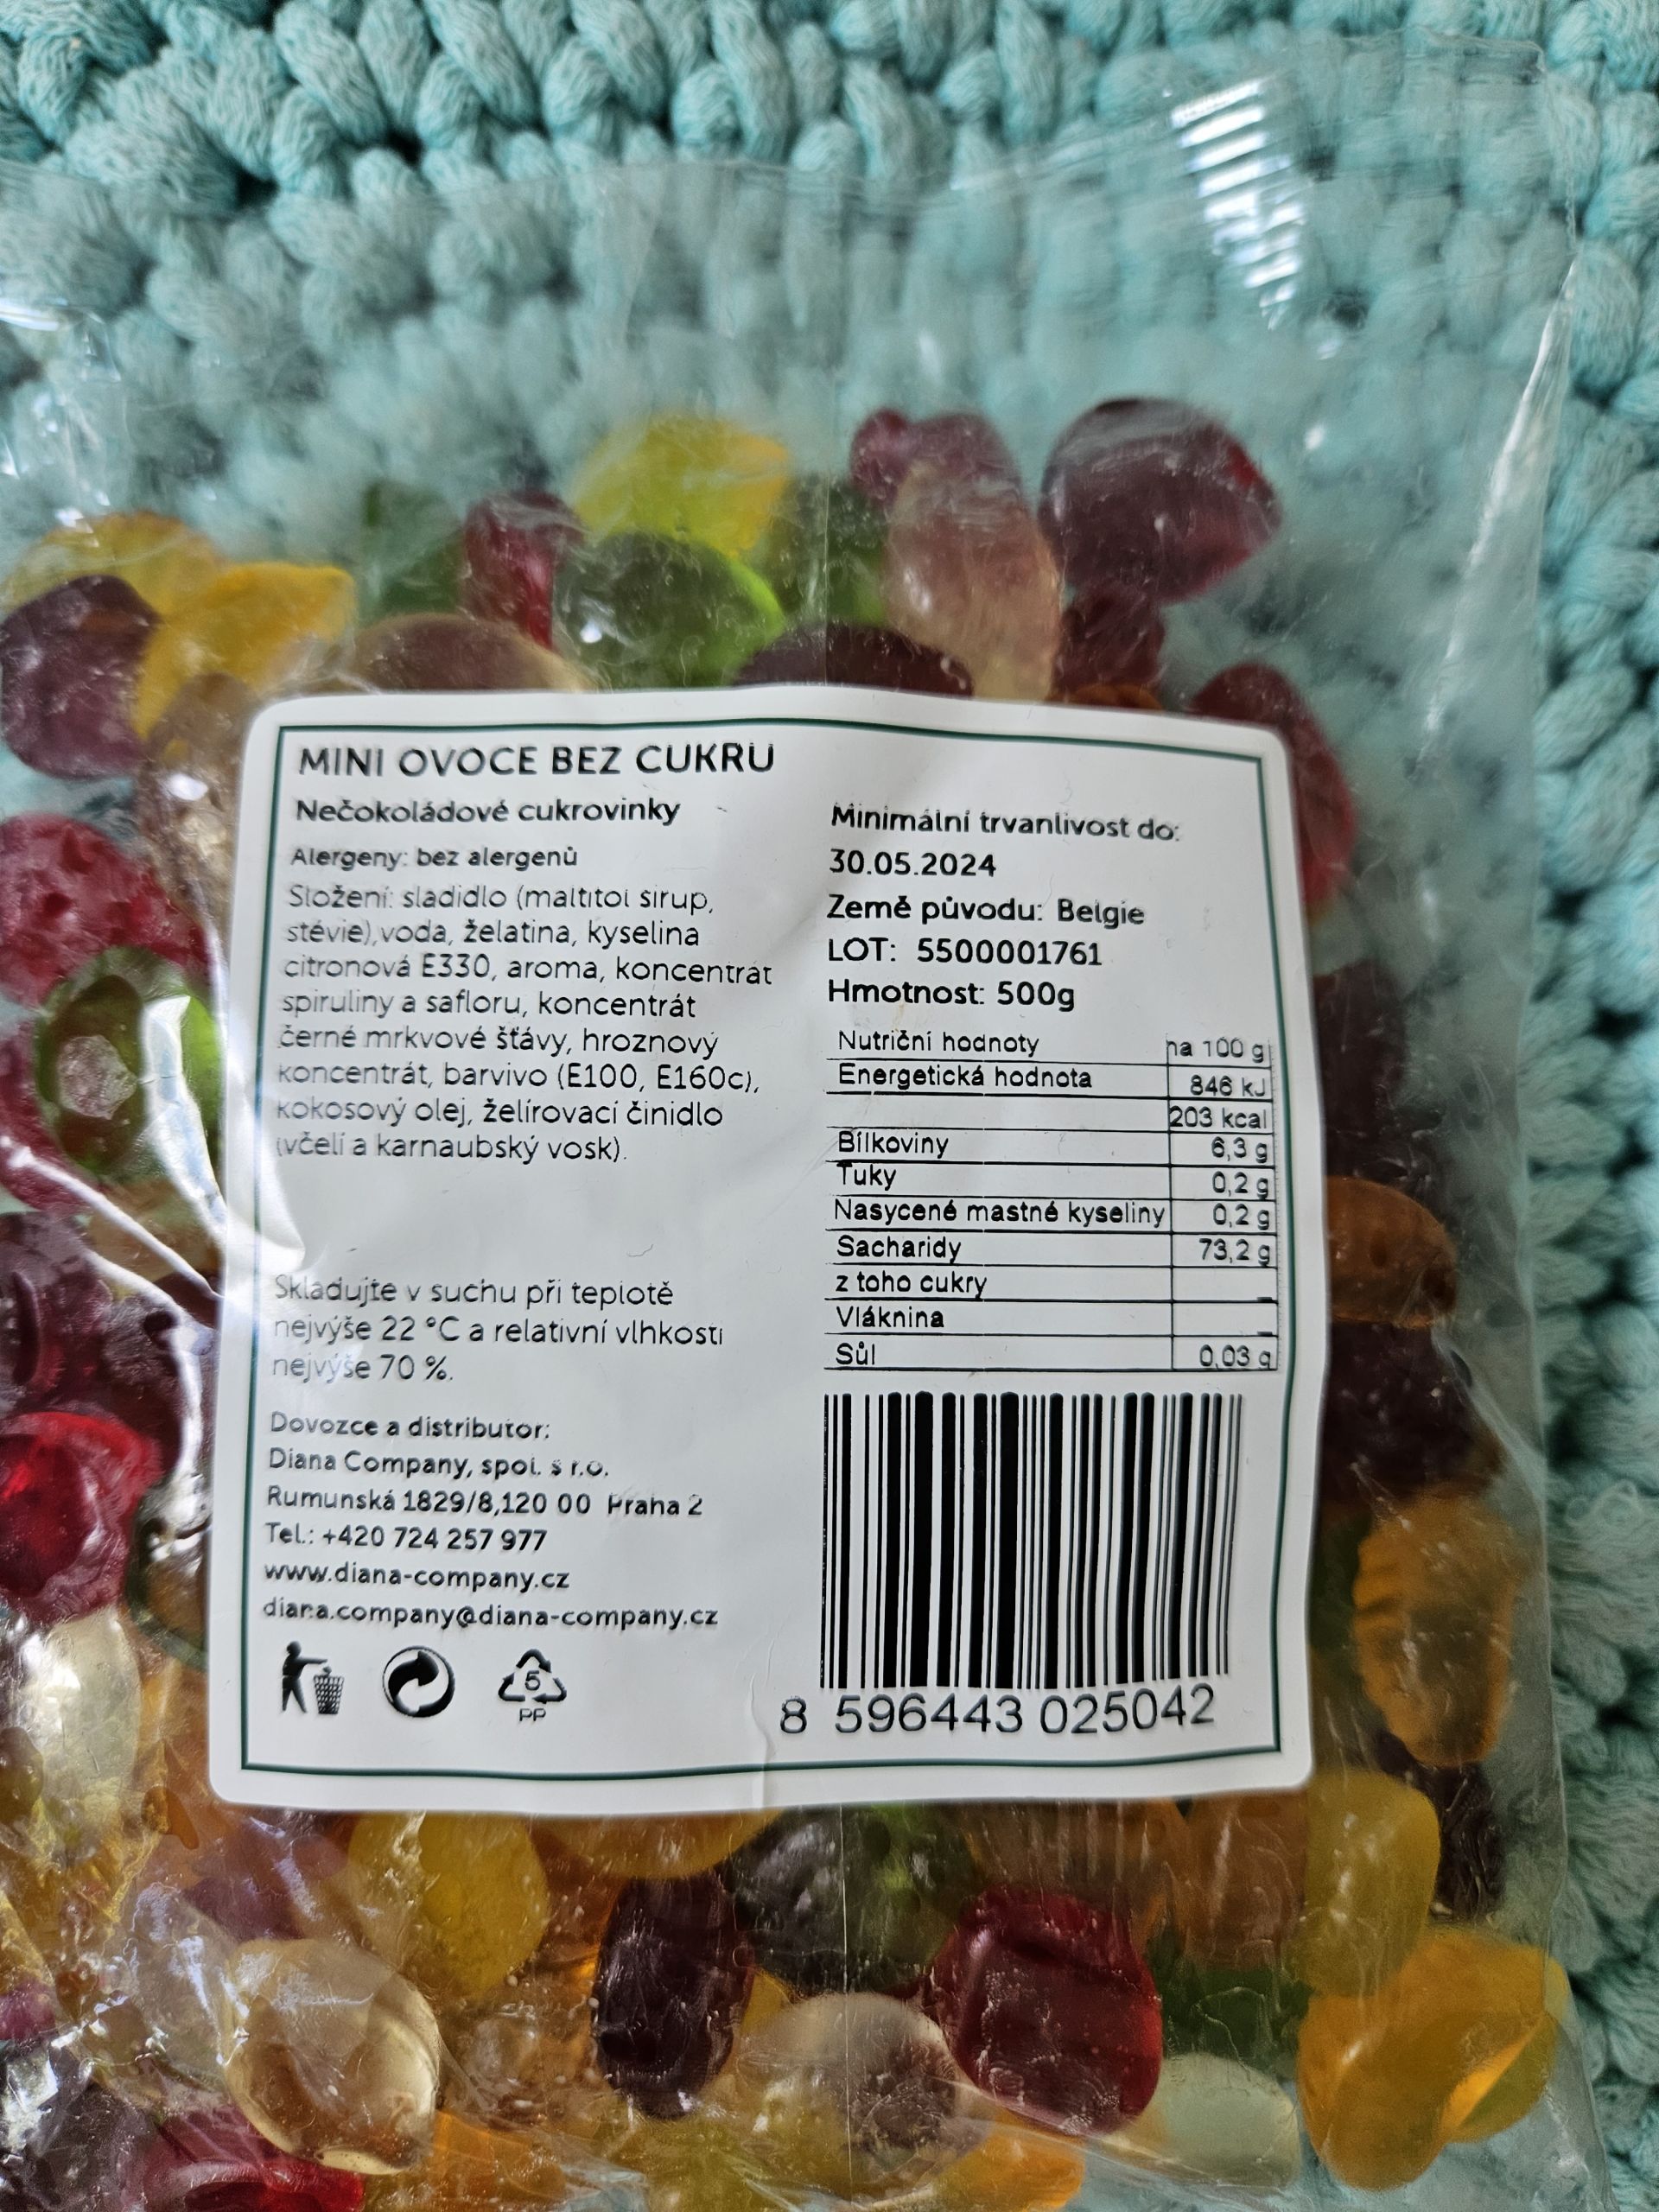 MINI OVOCE BEZ CUKRU
Nečokoládové cukrovinky
Alergeny: bez alergenů
Složení: sladidlo (maltitol sirup,
stévie),voda, želatina, kyselina
citronová E330, aroma, koncentrát
spiruliny a safloru, koncentrát
černé mrkvové šťávy, hroznový
koncentrát, barvivo (E100, E160c),
kokosový olej, želírovací činidlo
(včelí a karnaubský vosk).
Skladujte v suchu při teplotě
nejvýše 22 °C a relativní vlhkosti
nejvýše 70 %.
Dovozce a distributor:
Diana Company, spol. s r.o.
Rumunská 1829/8,120 00 Praha 2
Tel.: +420 724 257 977
www.diana-company.cz
diana.company@diana-company.cz
5
PP
Minimální trvanlivost do:
30.05.2024
Země původu: Belgie
LOT: 5500001761
Hmotnost: 500g
Nutriční hodnoty na 100 g
Energetická hodnota 846 kJ
203 kcal
Bílkoviny 6,3 g
Tuky 0,2 g
Nasycené mastné kyseliny 0,2 g
Sacharidy 73,2 g
z toho cukry _
Vláknina _
Sůl 0,03 g
8 596443 025042